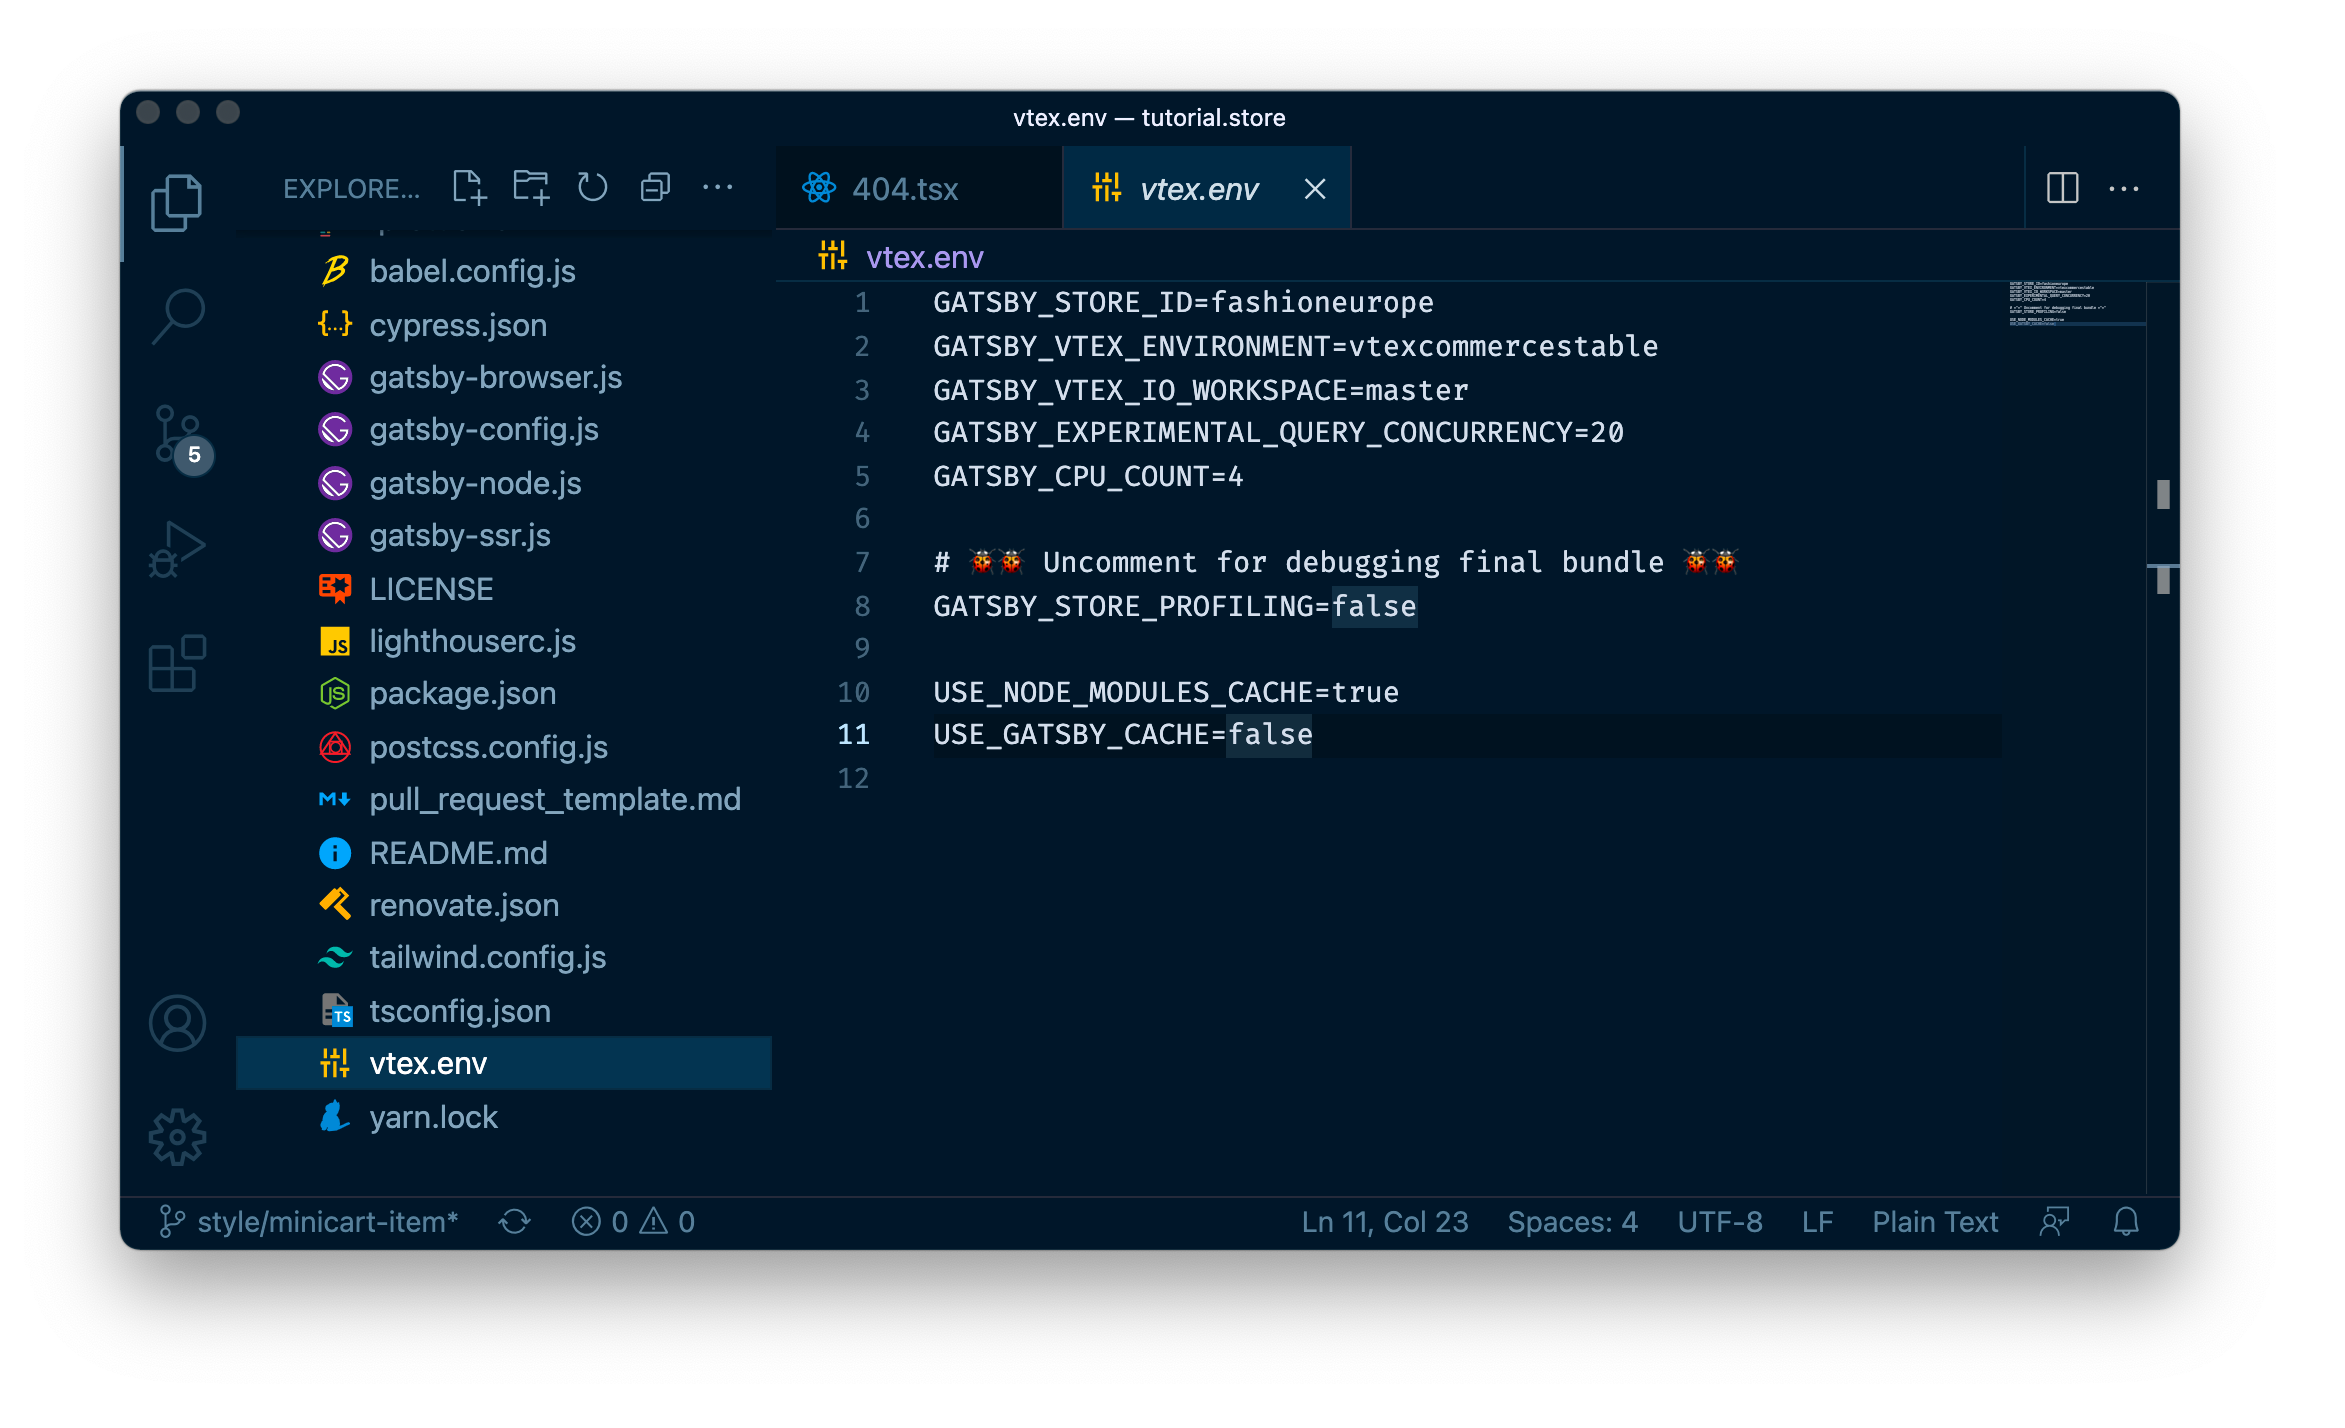 vtex.env — tutorial.store
EXPLORE...
404.tsx
vtex.env
babel.config.js
cypress.json
gatsby-browser.js
gatsby-config.js
gatsby-node.js
gatsby-ssr.js
LICENSE
lighthouserc.js
package.json
postcss.config.js
pull_request_template.md
README.md
renovate.json
tailwind.config.js
tsconfig.json
vtex.env
yarn.lock
5
vtex.env
1 GATSBY_STORE_ID=fashioneurope
2 GATSBY_VTEX_ENVIRONMENT=vtexcommercestable
3 GATSBY_VTEX_IO_WORKSPACE=master
4 GATSBY_EXPERIMENTAL_QUERY_CONCURRENCY=20
5 GATSBY_CPU_COUNT=4
6
7 # 🪳🪳 Uncomment for debugging final bundle 🪳🪳
8 GATSBY_STORE_PROFILING=false
9
10 USE_NODE_MODULES_CACHE=true
11 USE_GATSBY_CACHE=false
12
style/minicart-item* 0 0 Ln 11, Col 23 Spaces: 4 UTF-8 LF Plain Text